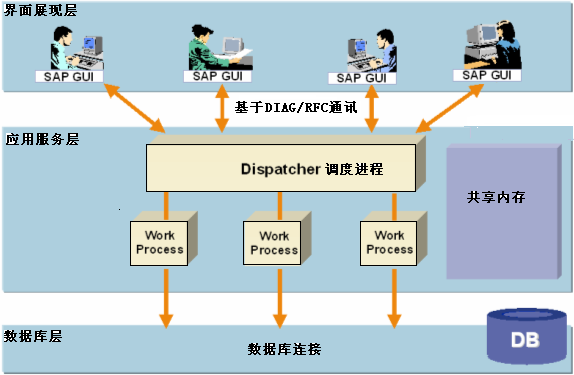 界面展现层
SAP GUI
SAP GUI
SAP GUI
SAP GUI
基于DIAG/RFC通讯
应用服务层
Dispatcher 调度进程
共享内存
Work
Process
Work
Process
Work
Process
数据库层
数据库连接
DB